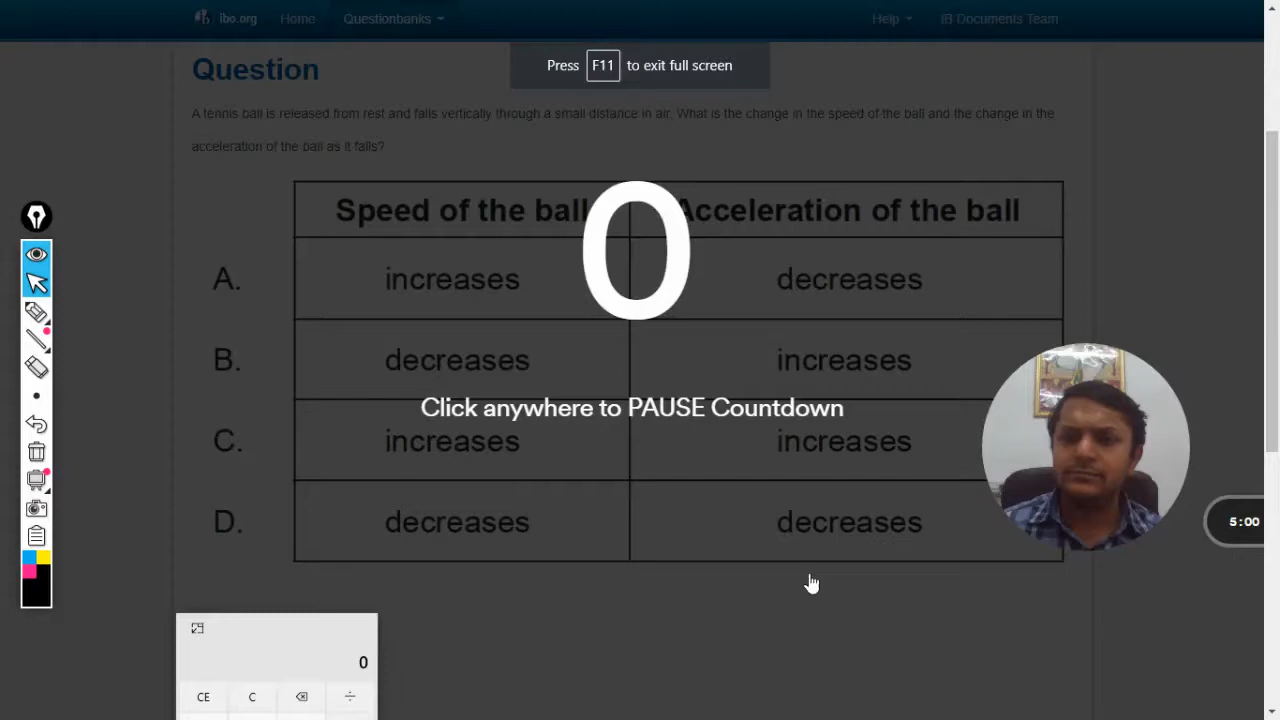 ibo.org Home Questionbanks Help IB Documents Team
Press F11 to exit full screen
Question
A tennis ball is released from rest and falls vertically through a small distance in air. What is the change in the speed of the ball and the change in the
acceleration of the ball as it falls?
0
Speed of the ball Acceleration of the ball
A. increases decreases
B. decreases increases
Click anywhere to PAUSE Countdown
C. increases increases
D. decreases decreases
5:00
0
CE C ⌫ ÷